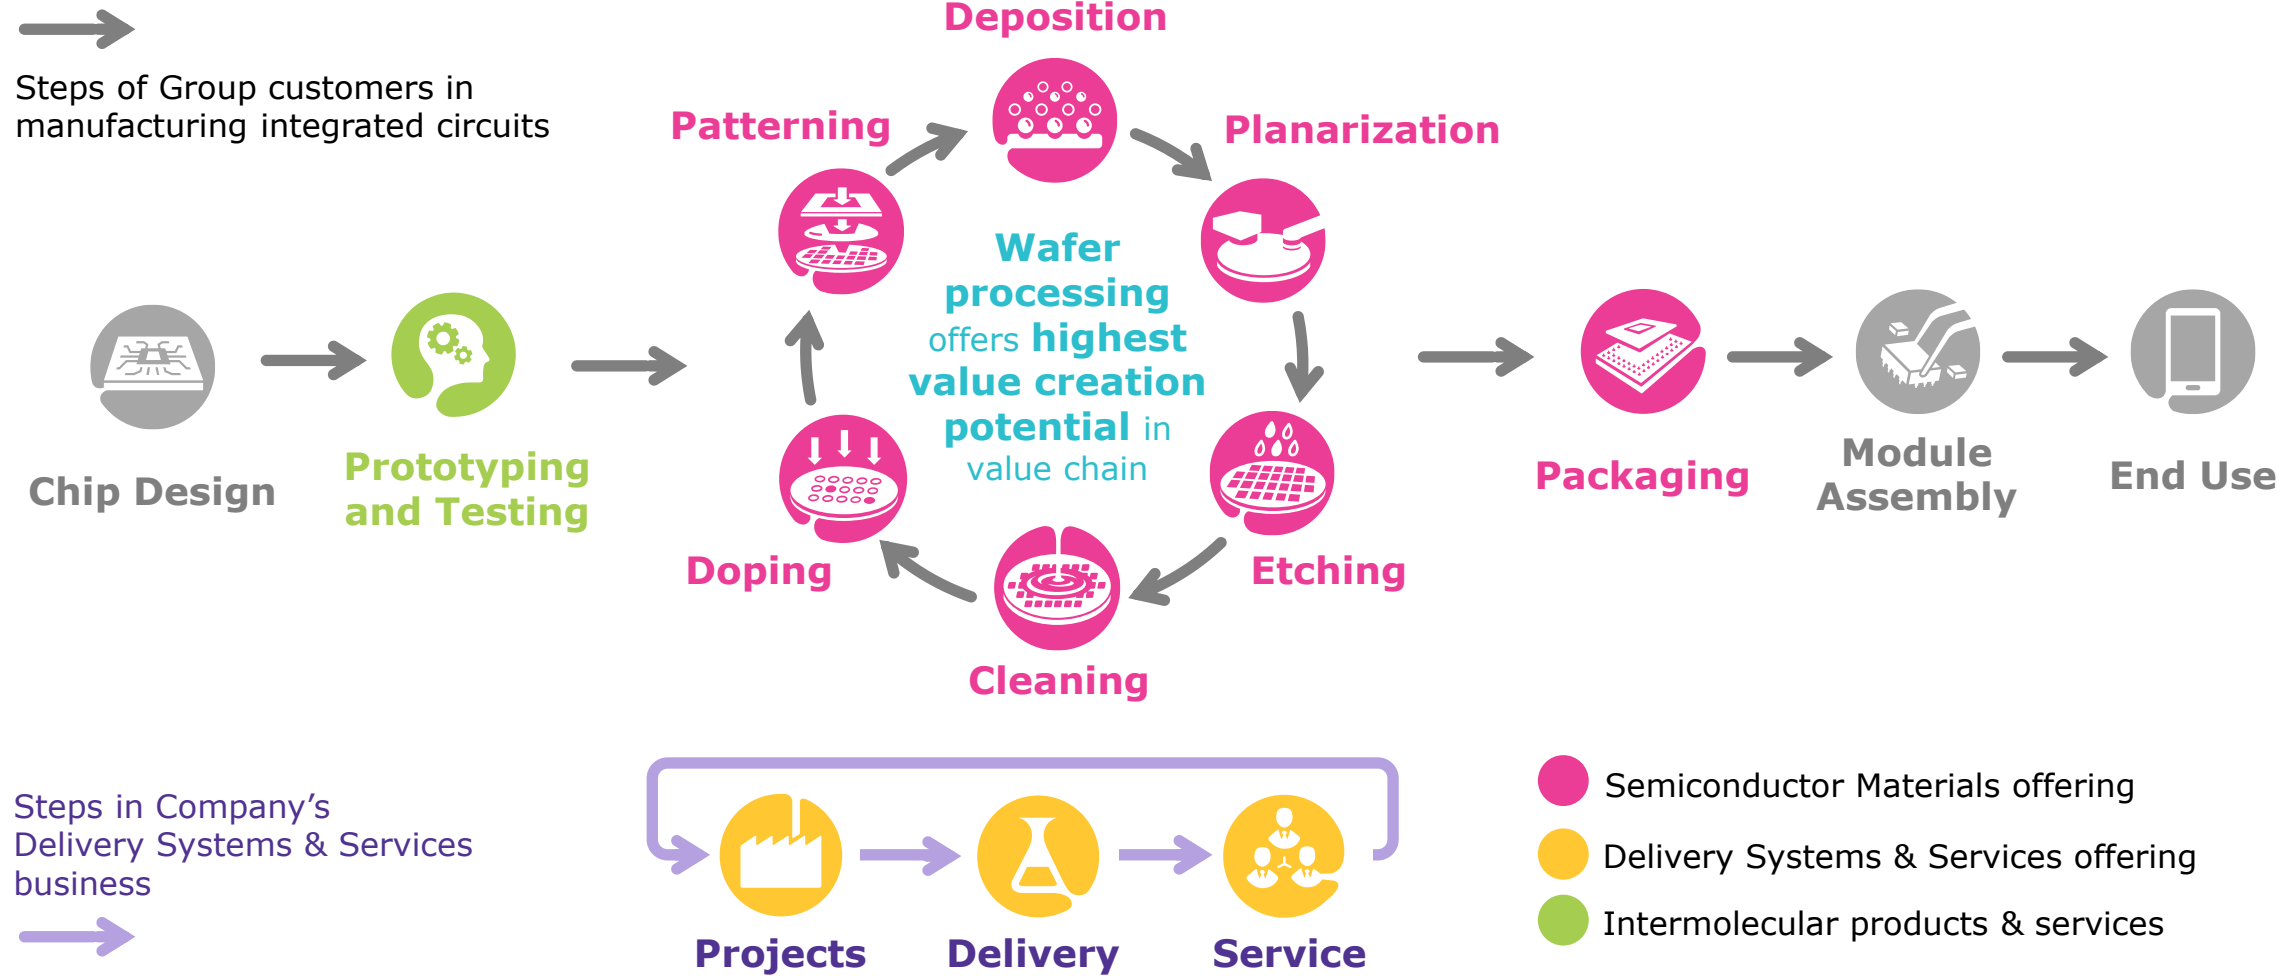 Steps of Group customers in
manufacturing integrated circuits
Deposition
Patterning
Planarization
Wafer
processing
offers highest
value creation
potential in
value chain
Chip Design
Prototyping
and Testing
Doping
Etching
Cleaning
Packaging
Module
Assembly
End Use
Steps in Company’s
Delivery Systems & Services
business
Projects
Delivery
Service
Semiconductor Materials offering
Delivery Systems & Services offering
Intermolecular products & services